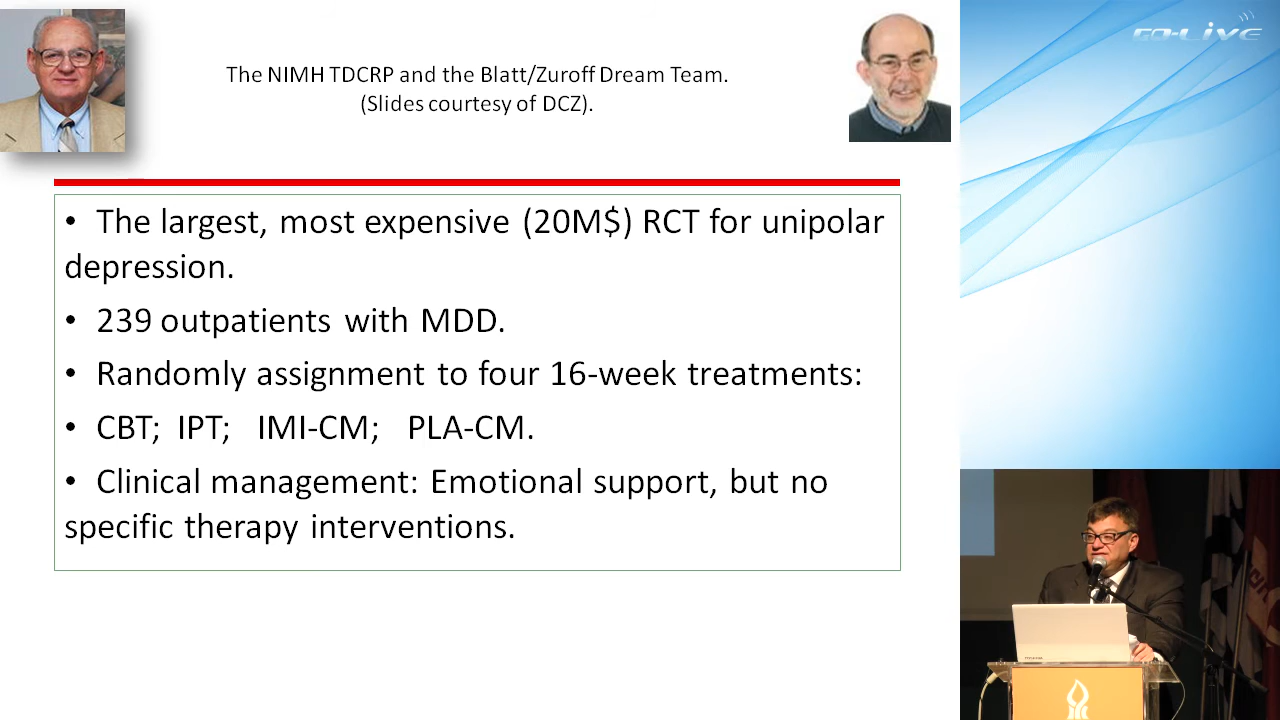 GO-LIVE
The NIMH TDCRP and the Blatt/Zuroff Dream Team.
(Slides courtesy of DCZ).
• The largest, most expensive (20M$) RCT for unipolar
depression.
• 239 outpatients with MDD.
• Randomly assignment to four 16-week treatments:
• CBT; IPT; IMI-CM; PLA-CM.
• Clinical management: Emotional support, but no
specific therapy interventions.